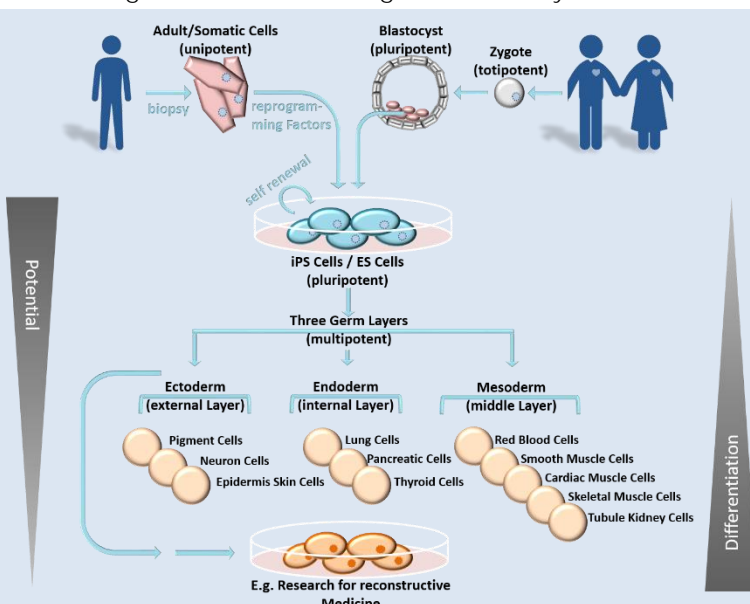 Adult/Somatic Cells
(unipotent)
Blastocyst
(pluripotent)
Zygote
(totipotent)
biopsy
reprogram-
ming Factors
self renewal
iPS Cells / ES Cells
(pluripotent)
Potential
Three Germ Layers
(multipotent)
Ectoderm
(external Layer)
Endoderm
(internal Layer)
Mesoderm
(middle Layer)
Pigment Cells
Neuron Cells
Epidermis Skin Cells
Lung Cells
Pancreatic Cells
Thyroid Cells
Red Blood Cells
Smooth Muscle Cells
Cardiac Muscle Cells
Skeletal Muscle Cells
Tubule Kidney Cells
Differentiation
E.g. Research for reconstructive
Medicine